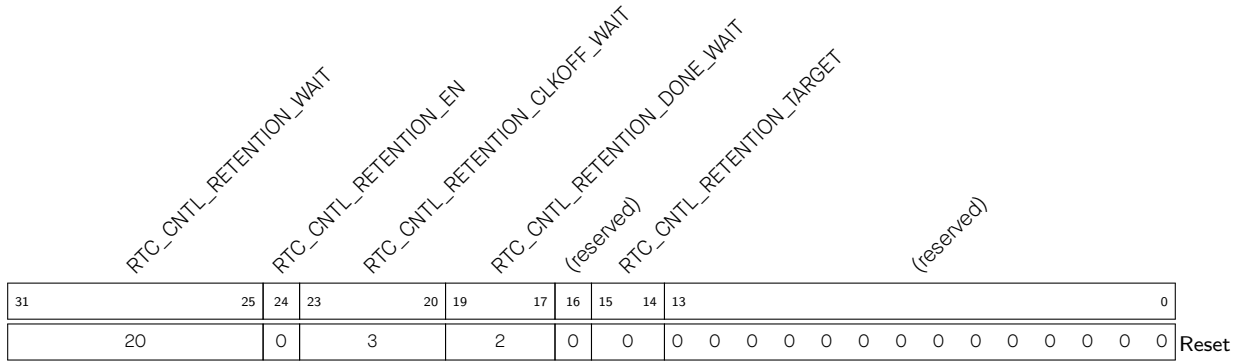 RTC_CNTL_RETENTION_WAIT
RTC_CNTL_RETENTION_EN
RTC_CNTL_RETENTION_CLKOFF_WAIT
RTC_CNTL_RETENTION_DONE_WAIT
(reserved)
RTC_CNTL_RETENTION_TARGET
(reserved)
31 25 24 23 20 19 17 16 15 14 13 0
20 0 3 2 0 0 0 0 0 0 0 0 0 0 0 0 0 0 0 0 Reset